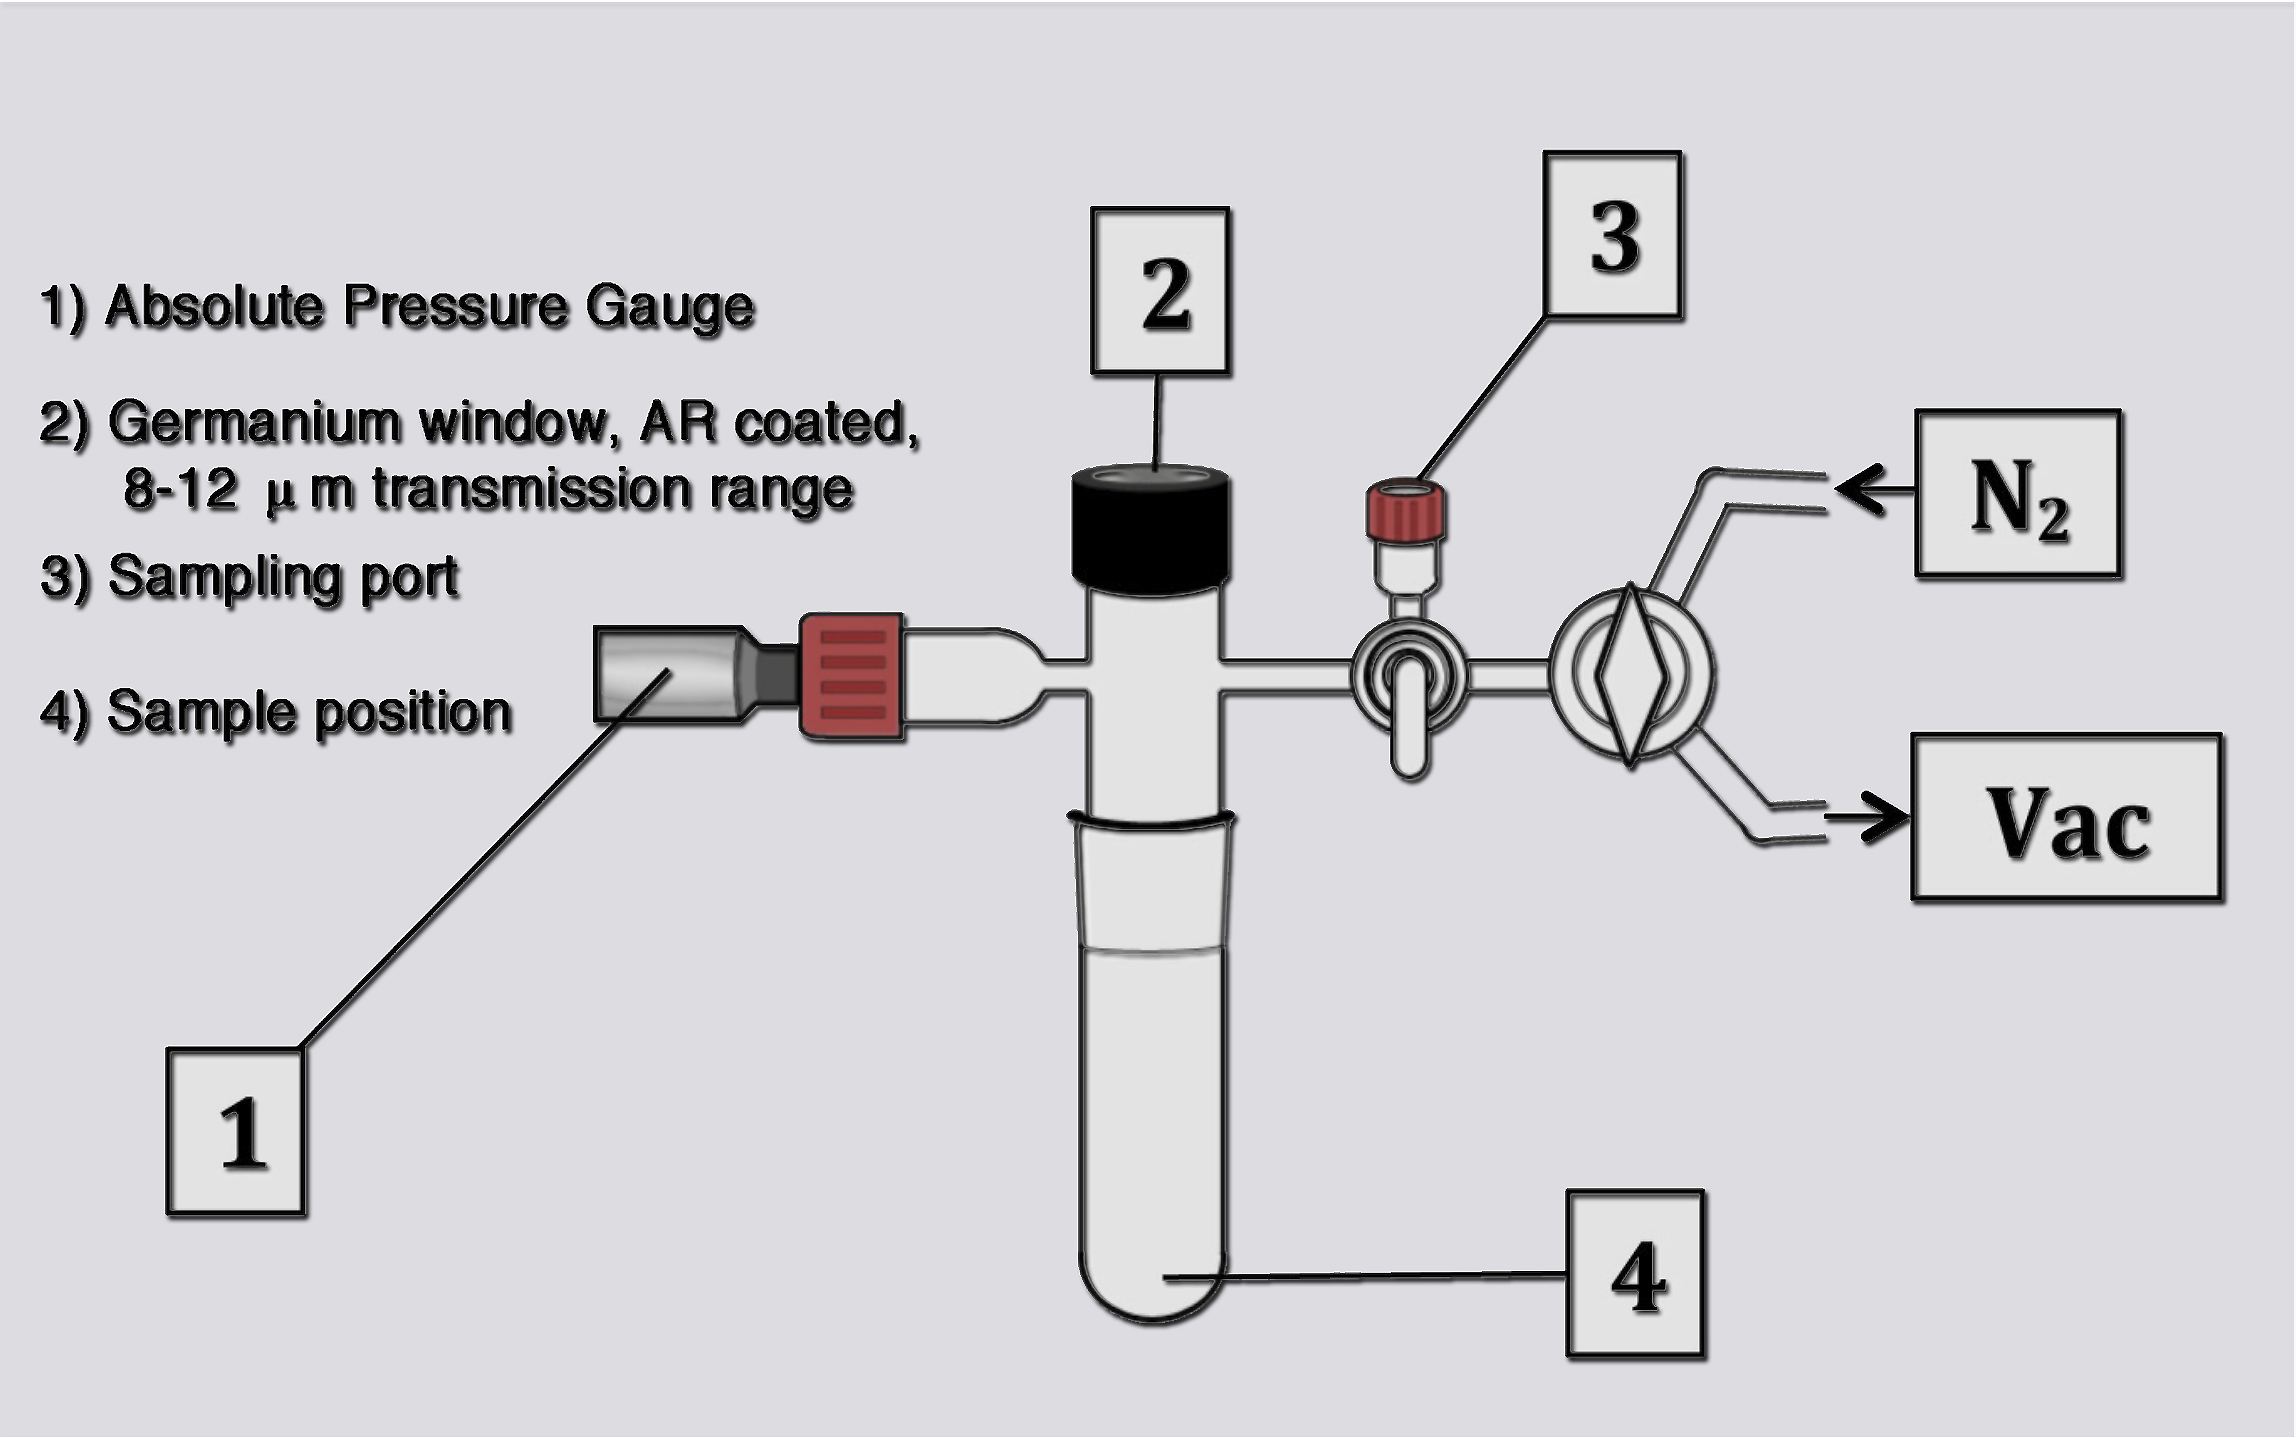 1) Absolute Pressure Gauge
2) Germanium window, AR coated,
8-12 μ m transmission range
3) Sampling port
4) Sample position
2
3
N₂
Vac
1
4